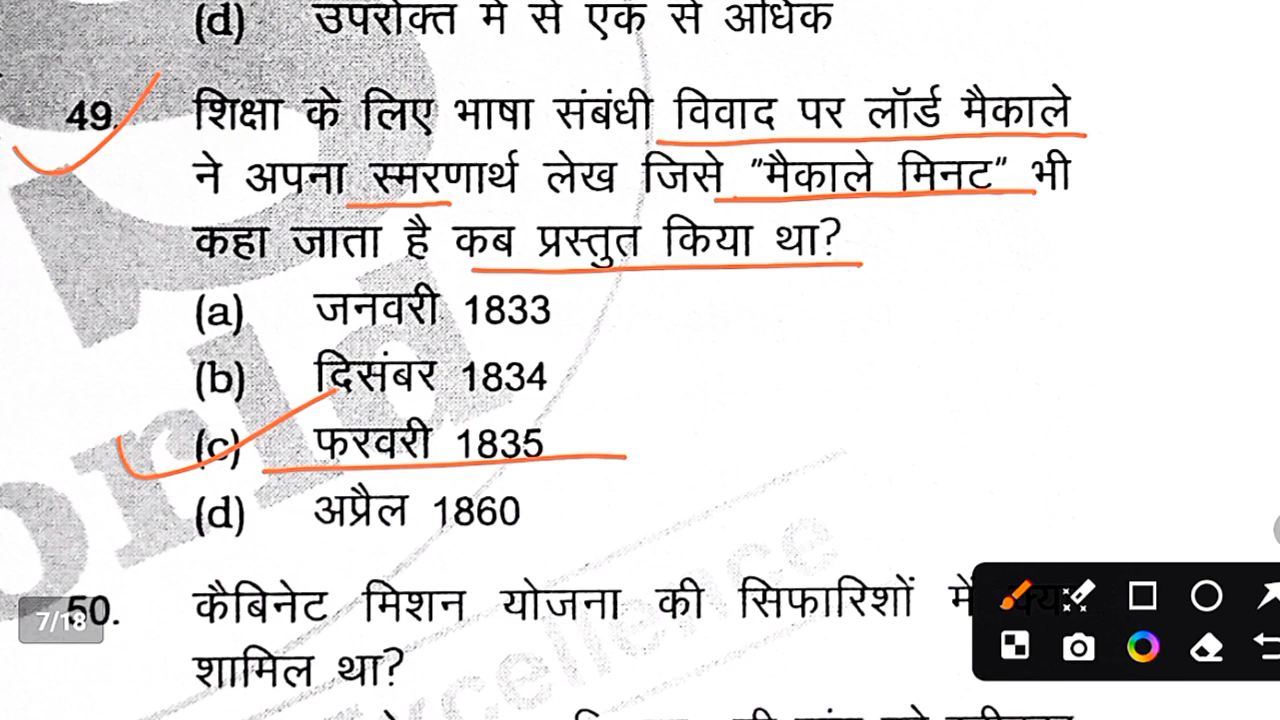 (d) उपरोक्त में से एक से अधिक
49. शिक्षा के लिए भाषा संबंधी विवाद पर लॉर्ड मैकाले
ने अपना स्मरणार्थ लेख जिसे "मैकाले मिनट" भी
कहा जाता है कब प्रस्तुत किया था?
(a) जनवरी 1833
(b) दिसंबर 1834
(c) फरवरी 1835
(d) अप्रैल 1860
50. कैबिनेट मिशन योजना की सिफारिशों में क्या
शामिल था?
7/18
excellence